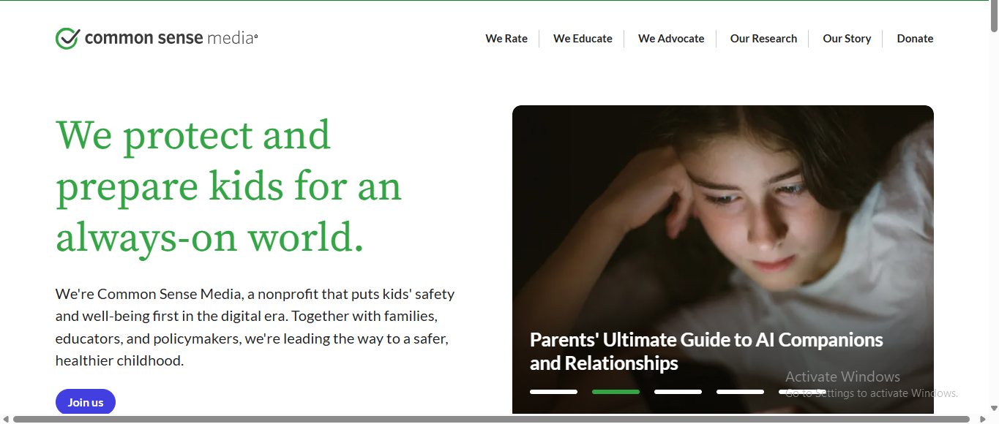 common sense media®
We Rate
We Educate
We Advocate
Our Research
Our Story
Donate
We protect and
prepare kids for an
always-on world.
We're Common Sense Media, a nonprofit that puts kids' safety
and well-being first in the digital era. Together with families,
educators, and policymakers, we're leading the way to a safer,
healthier childhood.
Join us
Parents' Ultimate Guide to AI Companions
and Relationships
Activate Windows
Go to Settings to activate Windows.